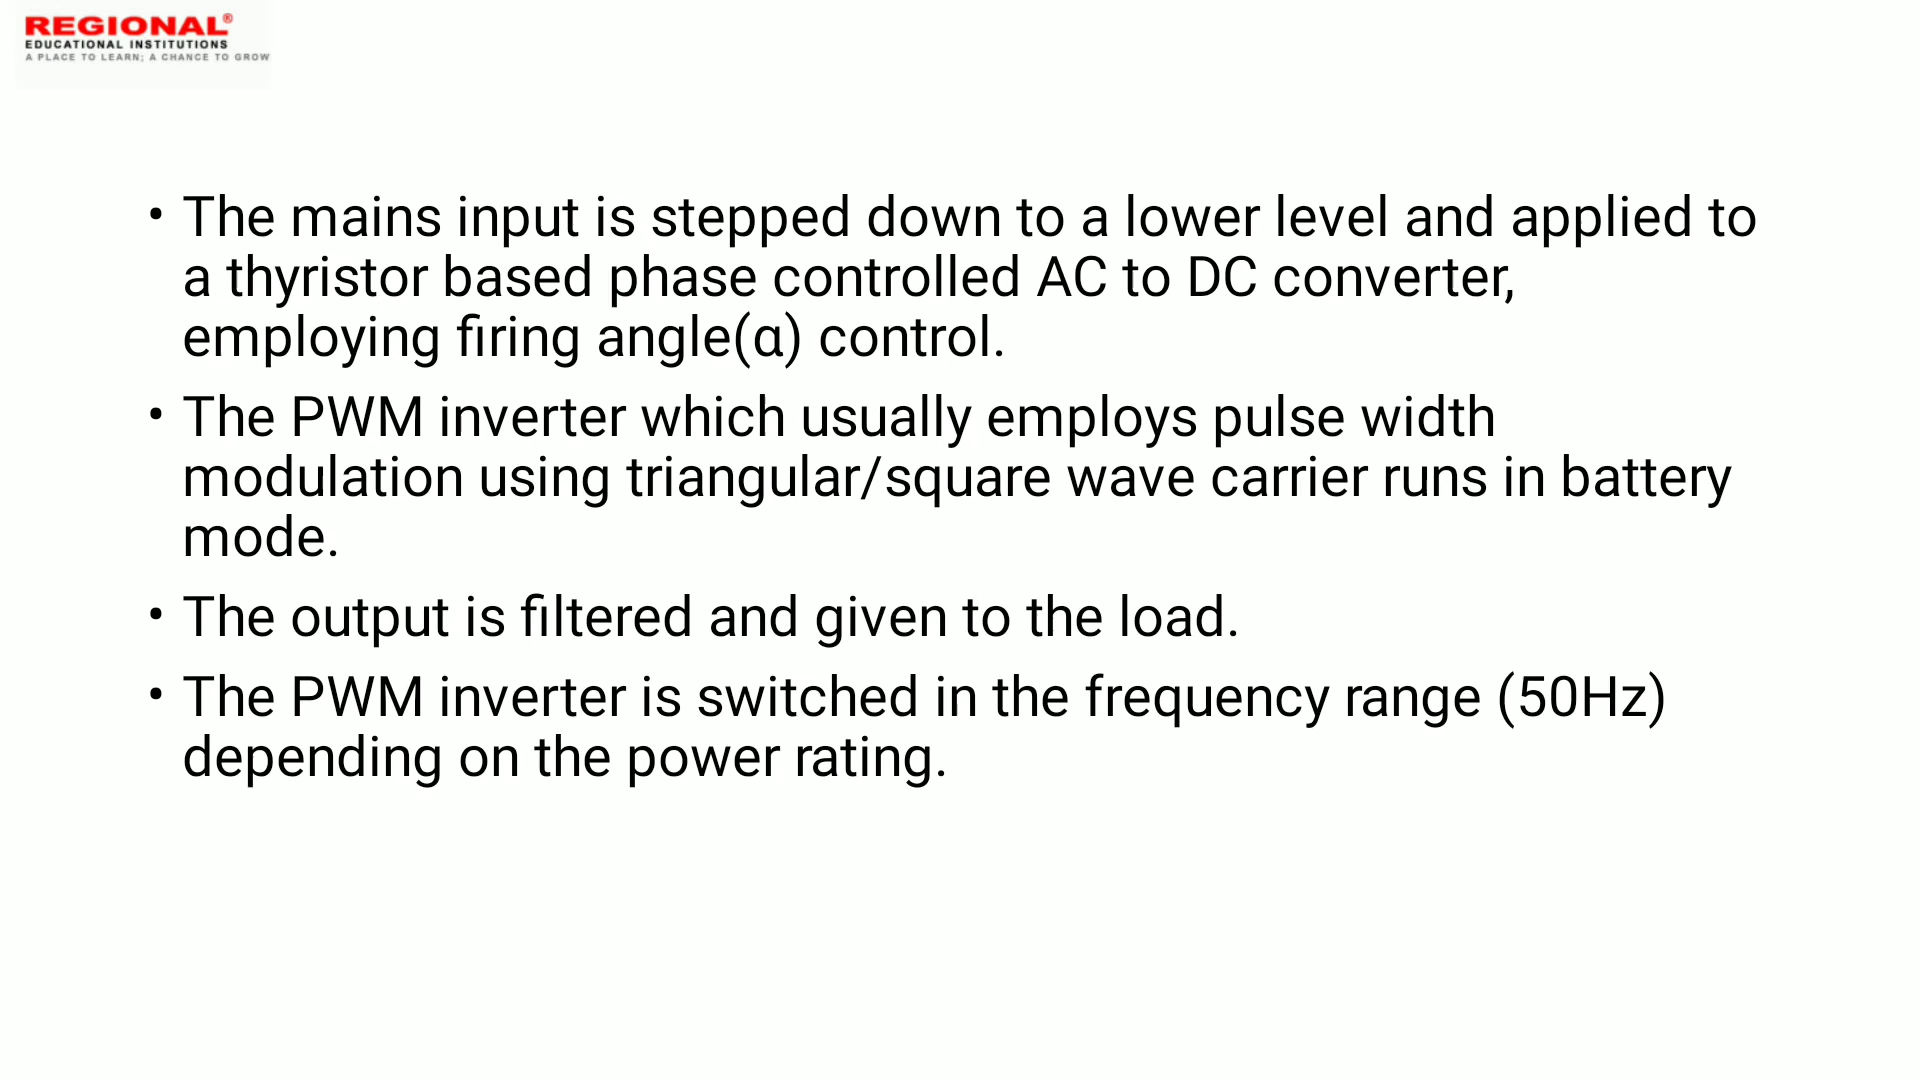 REGIONAL®
EDUCATIONAL INSTITUTIONS
A PLACE TO LEARN; A CHANCE TO GROW
• The mains input is stepped down to a lower level and applied to
a thyristor based phase controlled AC to DC converter,
employing firing angle(α) control.
• The PWM inverter which usually employs pulse width
modulation using triangular/square wave carrier runs in battery
mode.
• The output is filtered and given to the load.
• The PWM inverter is switched in the frequency range (50Hz)
depending on the power rating.